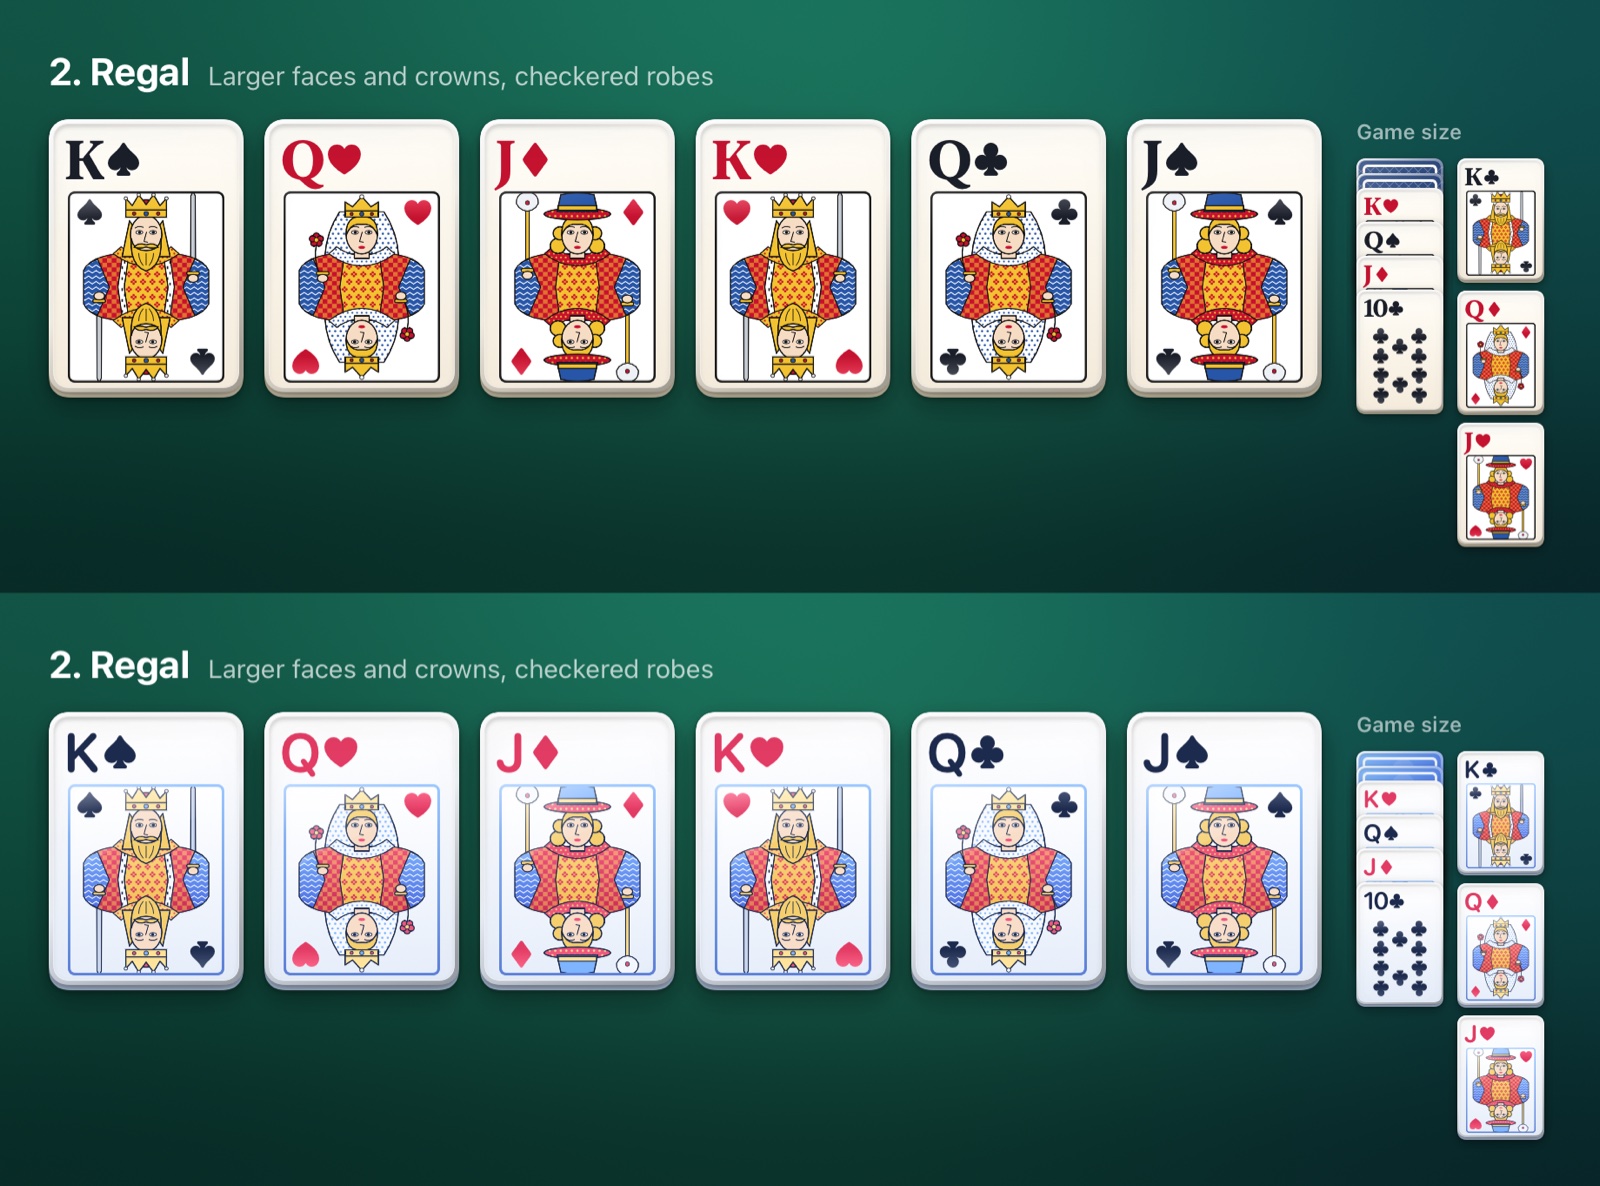 2. Regal Larger faces and crowns, checkered robes
Game size
K♠ Q♥ J♦ K♥ Q♣ J♠
K♥
Q♠
J♦
10♣
K♣
Q♦
J♥
2. Regal Larger faces and crowns, checkered robes
Game size
K♠ Q♥ J♦ K♥ Q♣ J♠
K♥
Q♠
J♦
10♣
K♣
Q♦
J♥